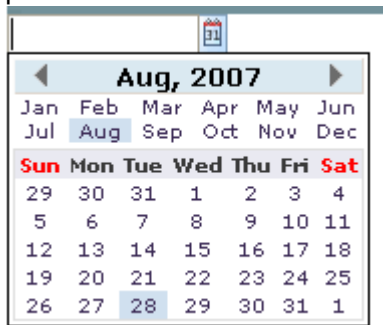 31
Aug, 2007
Jan Feb Mar Apr May Jun
Jul Aug Sep Oct Nov Dec
Sun Mon Tue Wed Thu Fri Sat
29 30 31 1 2 3 4
5 6 7 8 9 10 11
12 13 14 15 16 17 18
19 20 21 22 23 24 25
26 27 28 29 30 31 1